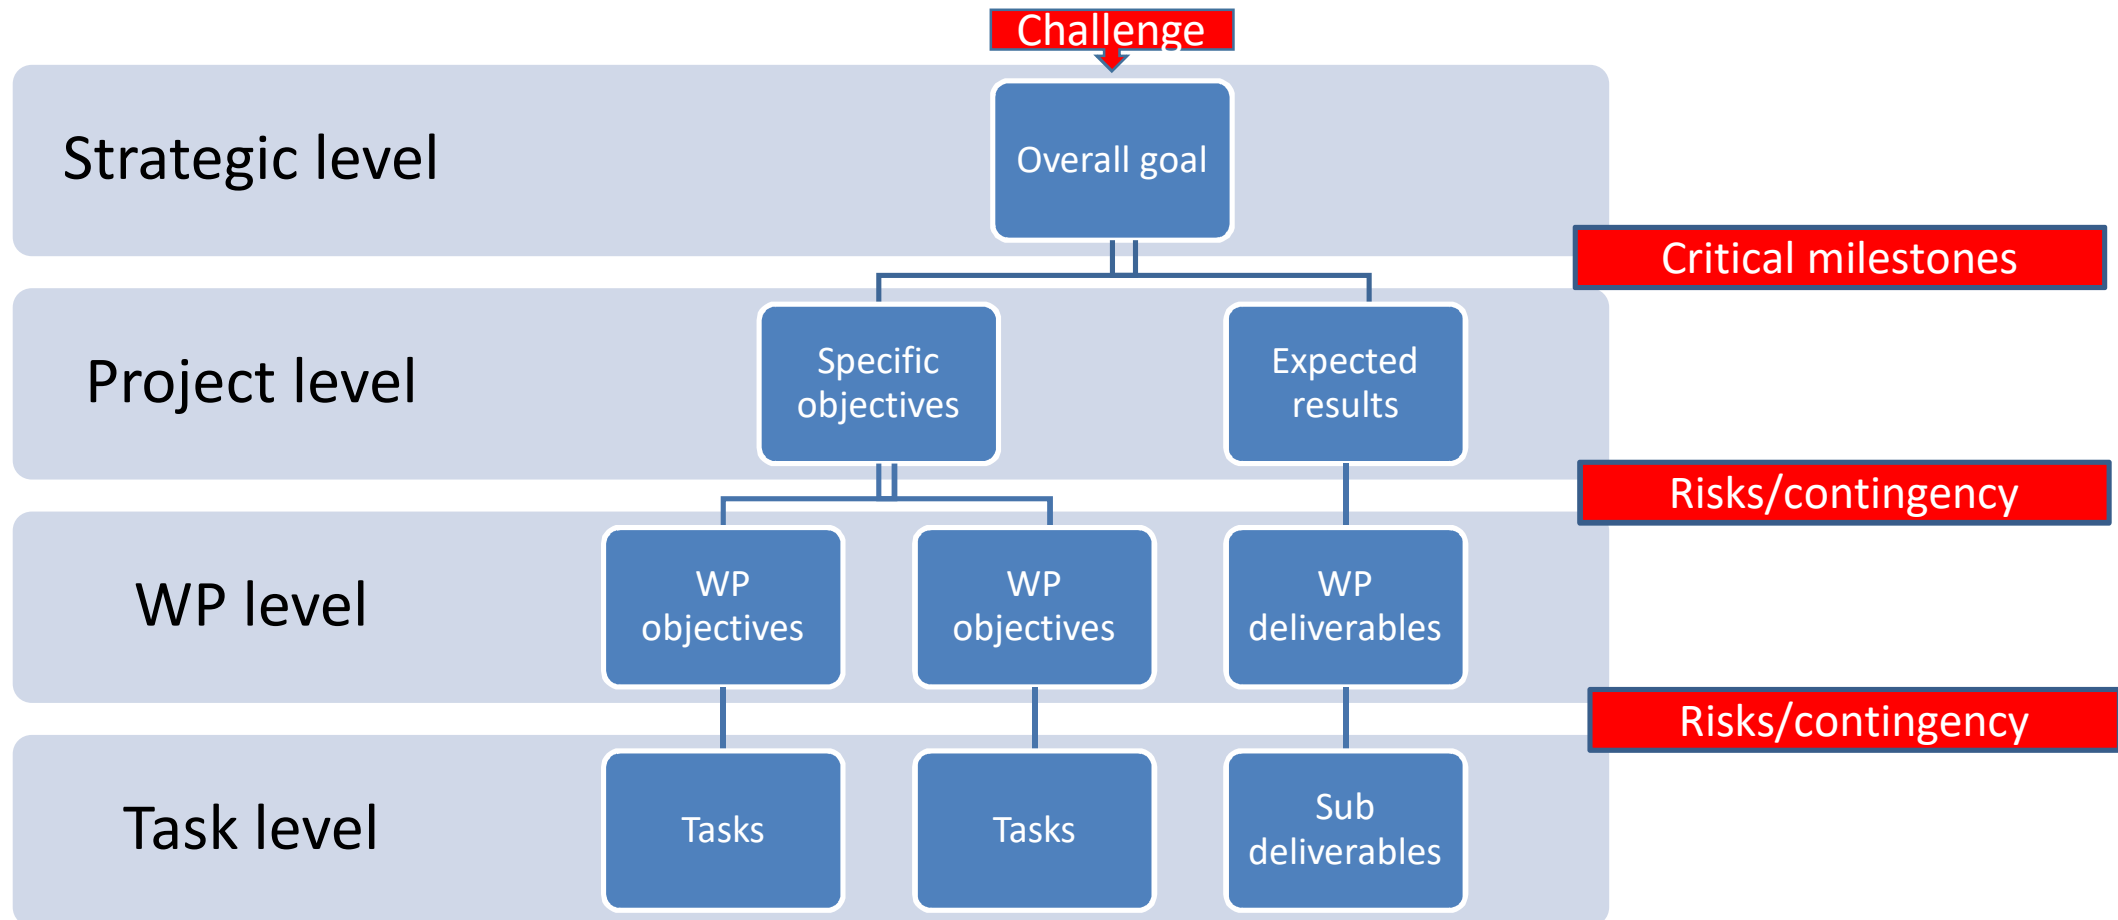 Challenge
Strategic level
Overall goal
Critical milestones
Project level
Specific
objectives
Expected
results
Risks/contingency
WP level
WP
objectives
WP
objectives
WP
deliverables
Risks/contingency
Task level
Tasks
Tasks
Sub
deliverables